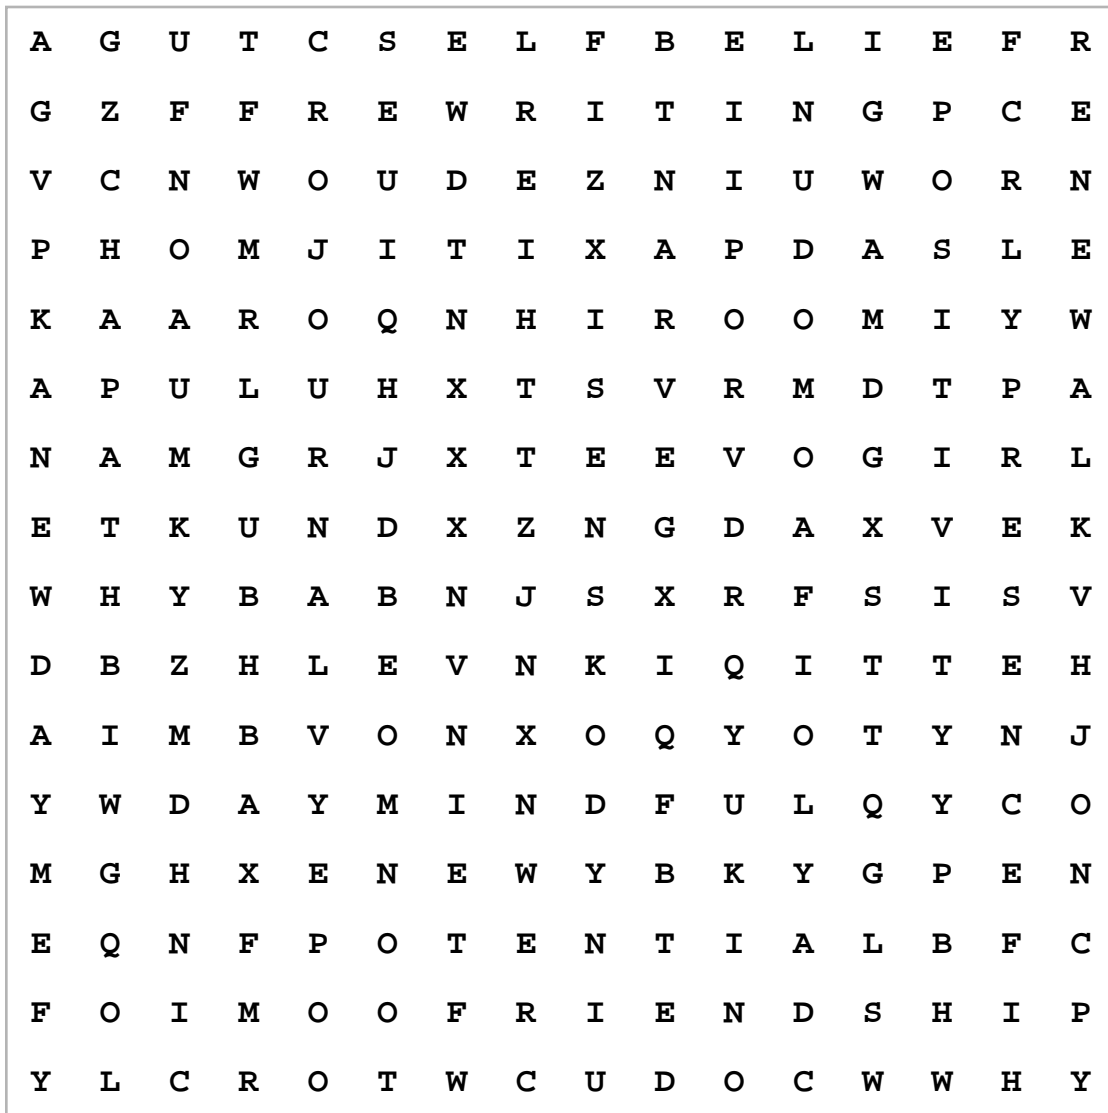 A G U T C S E L F B E L I E F R
G Z F F R E W R I T I N G P C E
V C N W O U D E Z N I U W O R N
P H O M J I T I X A P D A S L E
K A A R O Q N H I R O O M I Y W
A P U L U H X T S V R M D T P A
N A M G R J X T E E V O G I R L
E T K U N D X Z N G D A X V E K
W H Y B A B N J S X R F S I S V
D B Z H L E V N K I Q I T T E H
A I M B V O N X O Q Y O T Y N J
Y W D A Y M I N D F U L Q Y C O
M G H X E N E W Y B K Y G P E N
E Q N F P O T E N T I A L B F C
F O I M O O F R I E N D S H I P
Y L C R O T W C U D O C W W H Y